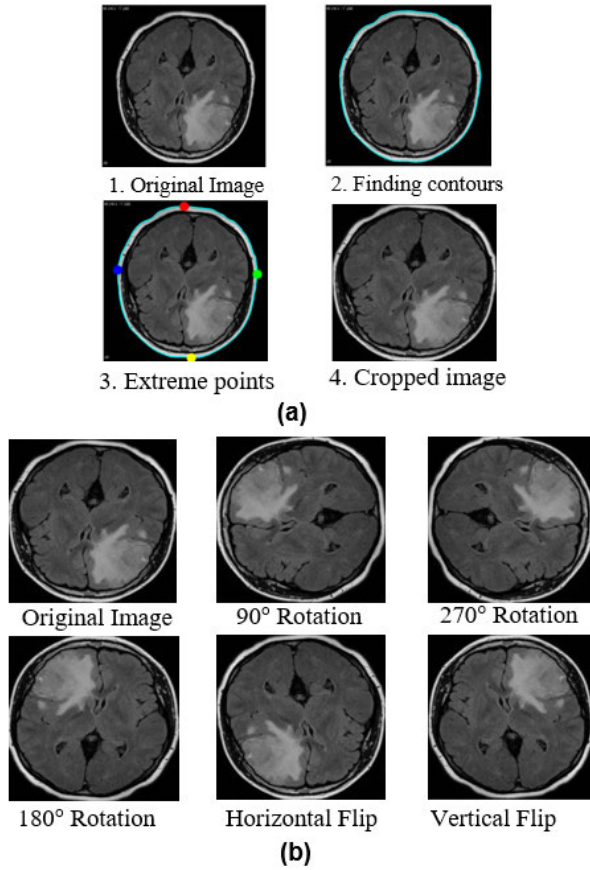 1. Original Image
2. Finding contours
3. Extreme points
4. Cropped image
(a)
Original Image
90° Rotation
270° Rotation
180° Rotation
Horizontal Flip
Vertical Flip
(b)